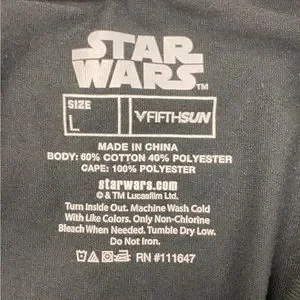 STAR
WARS™
SIZE
L
FIFTHSUN
MADE IN CHINA
BODY: 60% COTTON 40% POLYESTER
CAPE: 100% POLYESTER
starwars.com
© & TM Lucasfilm Ltd.
Turn Inside Out. Machine Wash Cold
With Like Colors. Only Non-Chlorine
Bleach When Needed. Tumble Dry Low.
Do Not Iron.
RN #111647